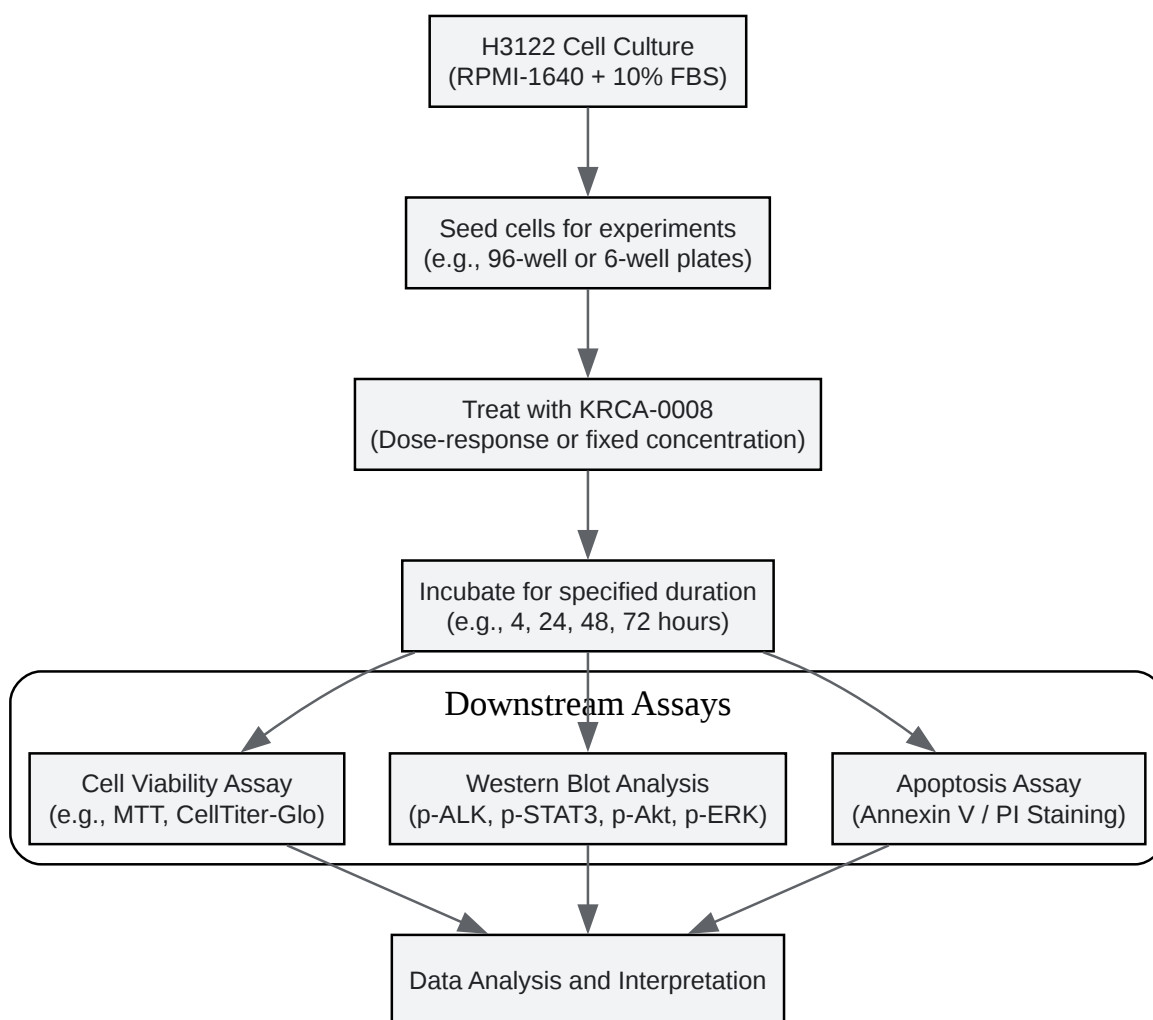 H3122 Cell Culture
(RPMI-1640 + 10% FBS)
Seed cells for experiments
(e.g., 96-well or 6-well plates)
Treat with KRCA-0008
(Dose-response or fixed concentration)
Incubate for specified duration
(e.g., 4, 24, 48, 72 hours)
Downstream Assays
Cell Viability Assay
(e.g., MTT, CellTiter-Glo)
Western Blot Analysis
(p-ALK, p-STAT3, p-Akt, p-ERK)
Apoptosis Assay
(Annexin V / PI Staining)
Data Analysis and Interpretation